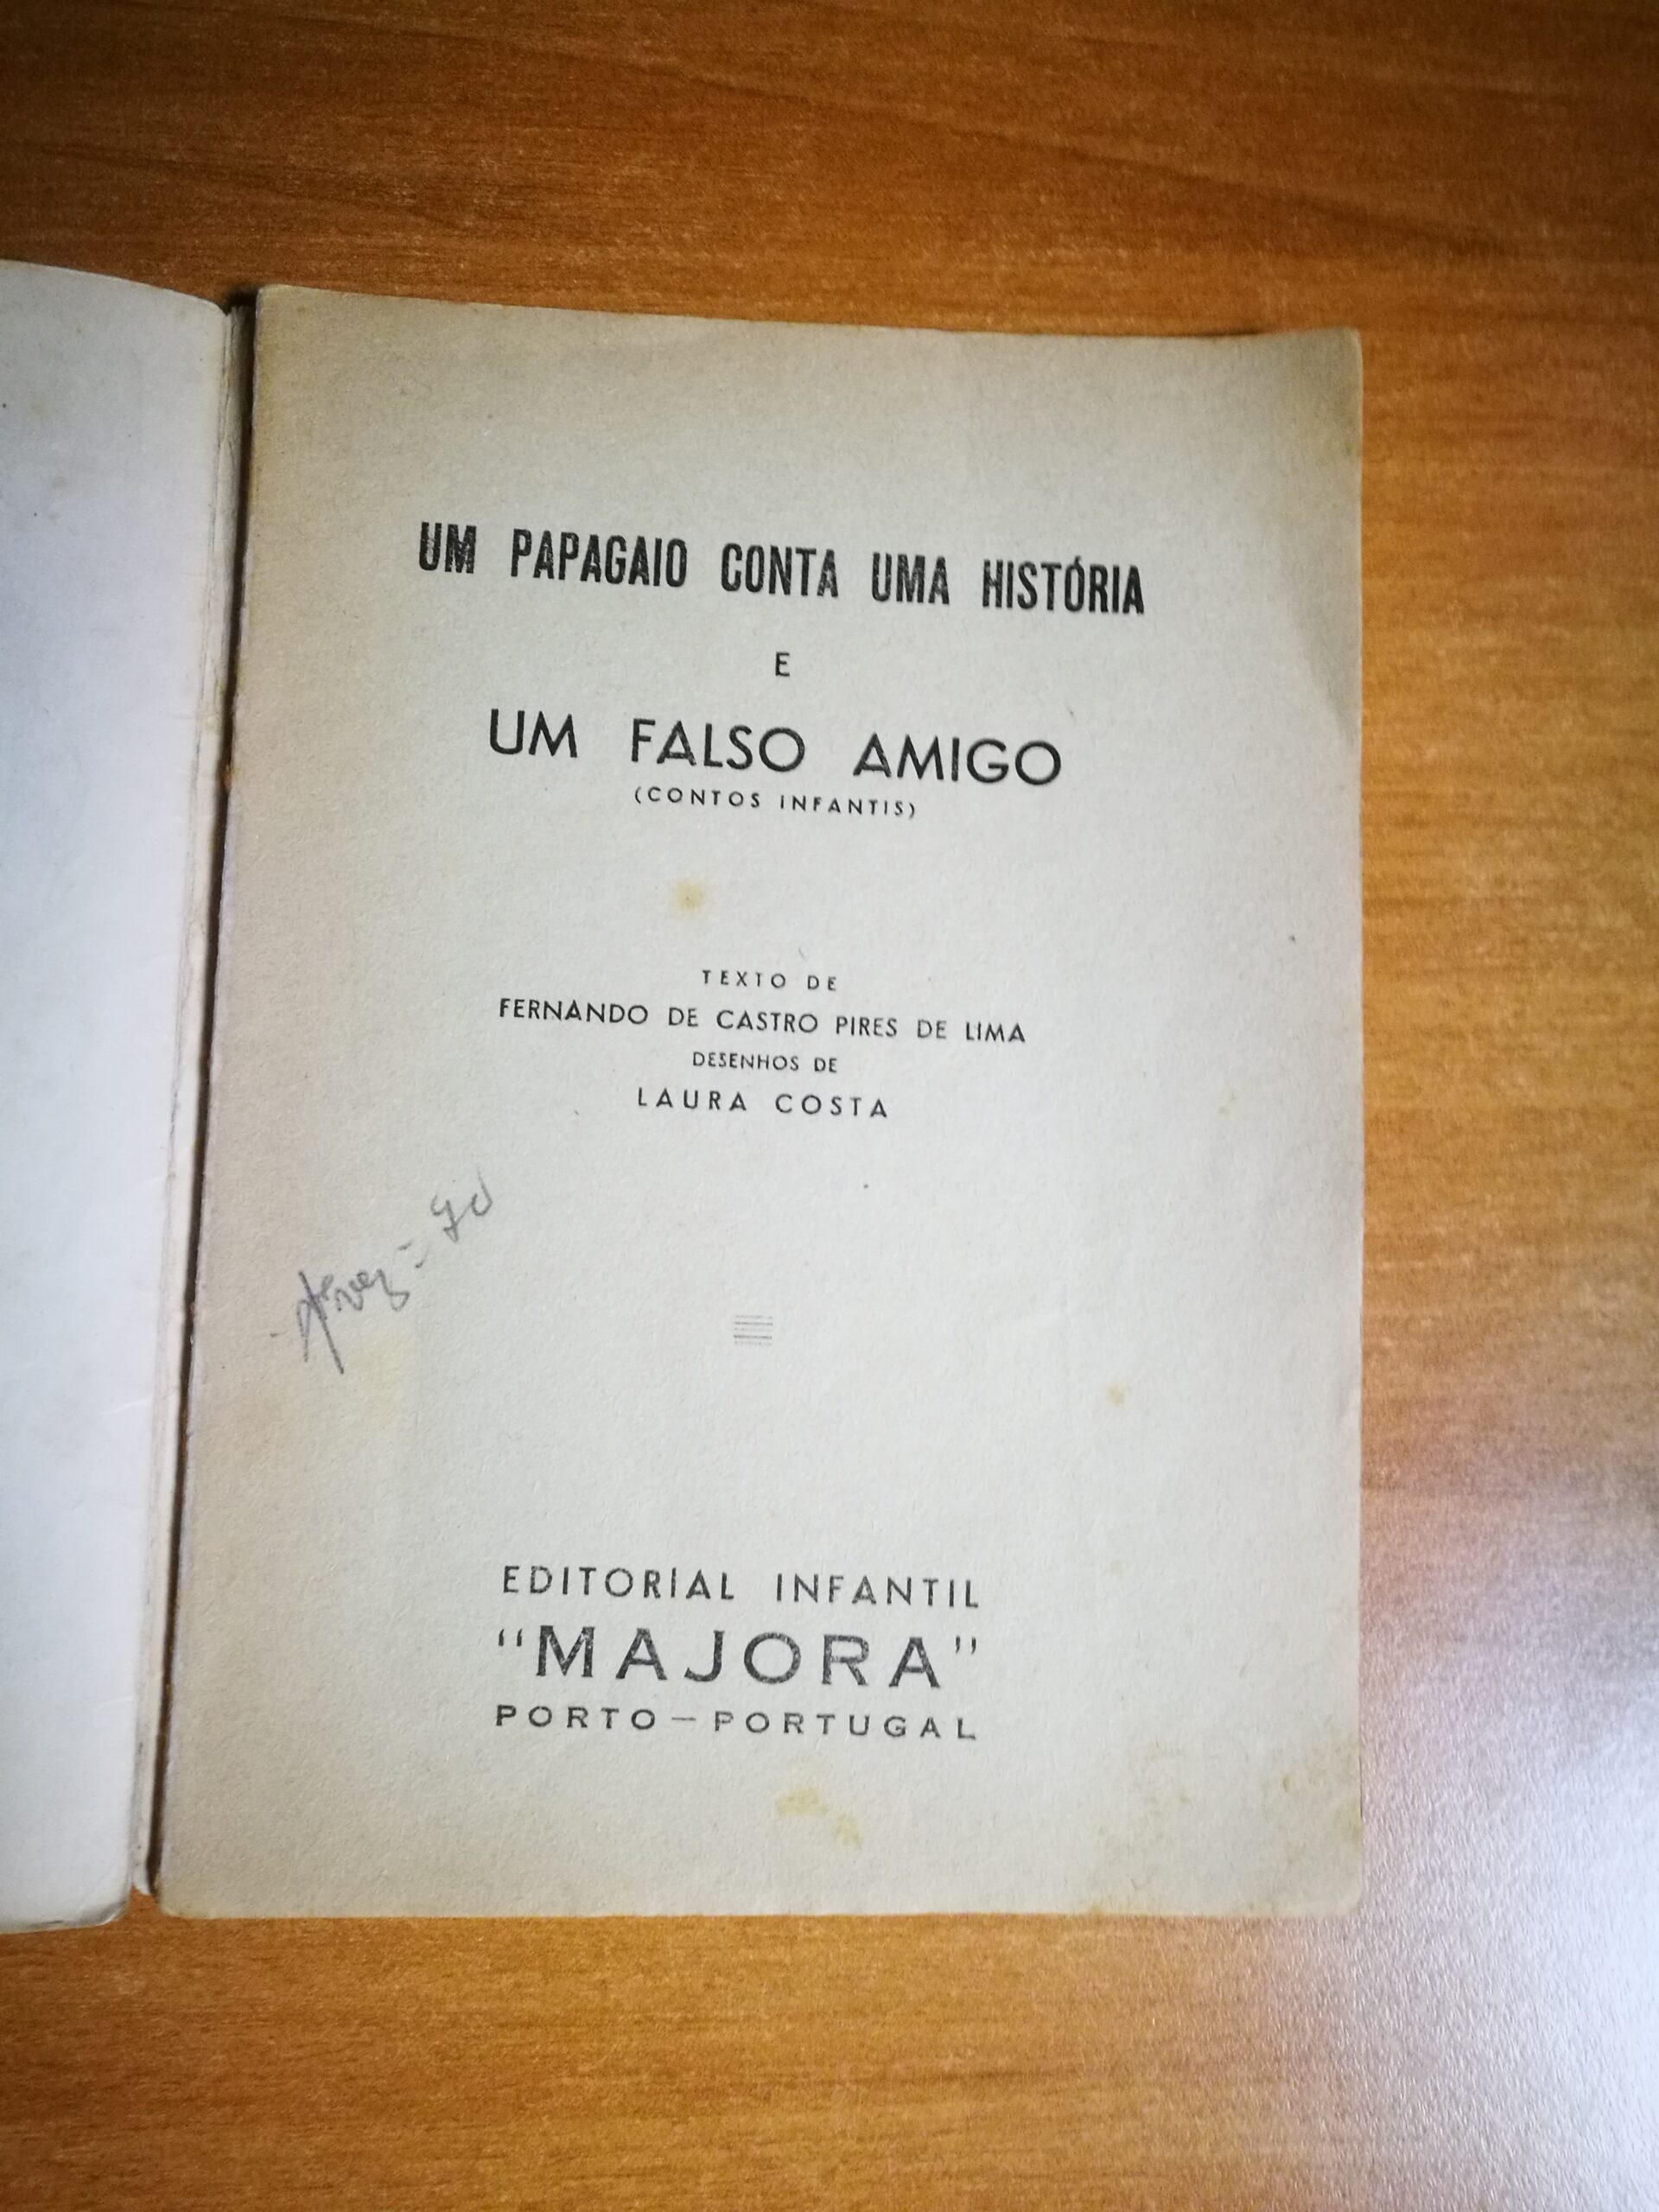 UM PAPAGAIO CONTA UMA HISTÓRIA
E
UM FALSO AMIGO
(CONTOS INFANTIS)
TEXTO DE
FERNANDO DE CASTRO PIRES DE LIMA
DESENHOS DE
LAURA COSTA
EDITORIAL INFANTIL
"MAJORA"
PORTO — PORTUGAL